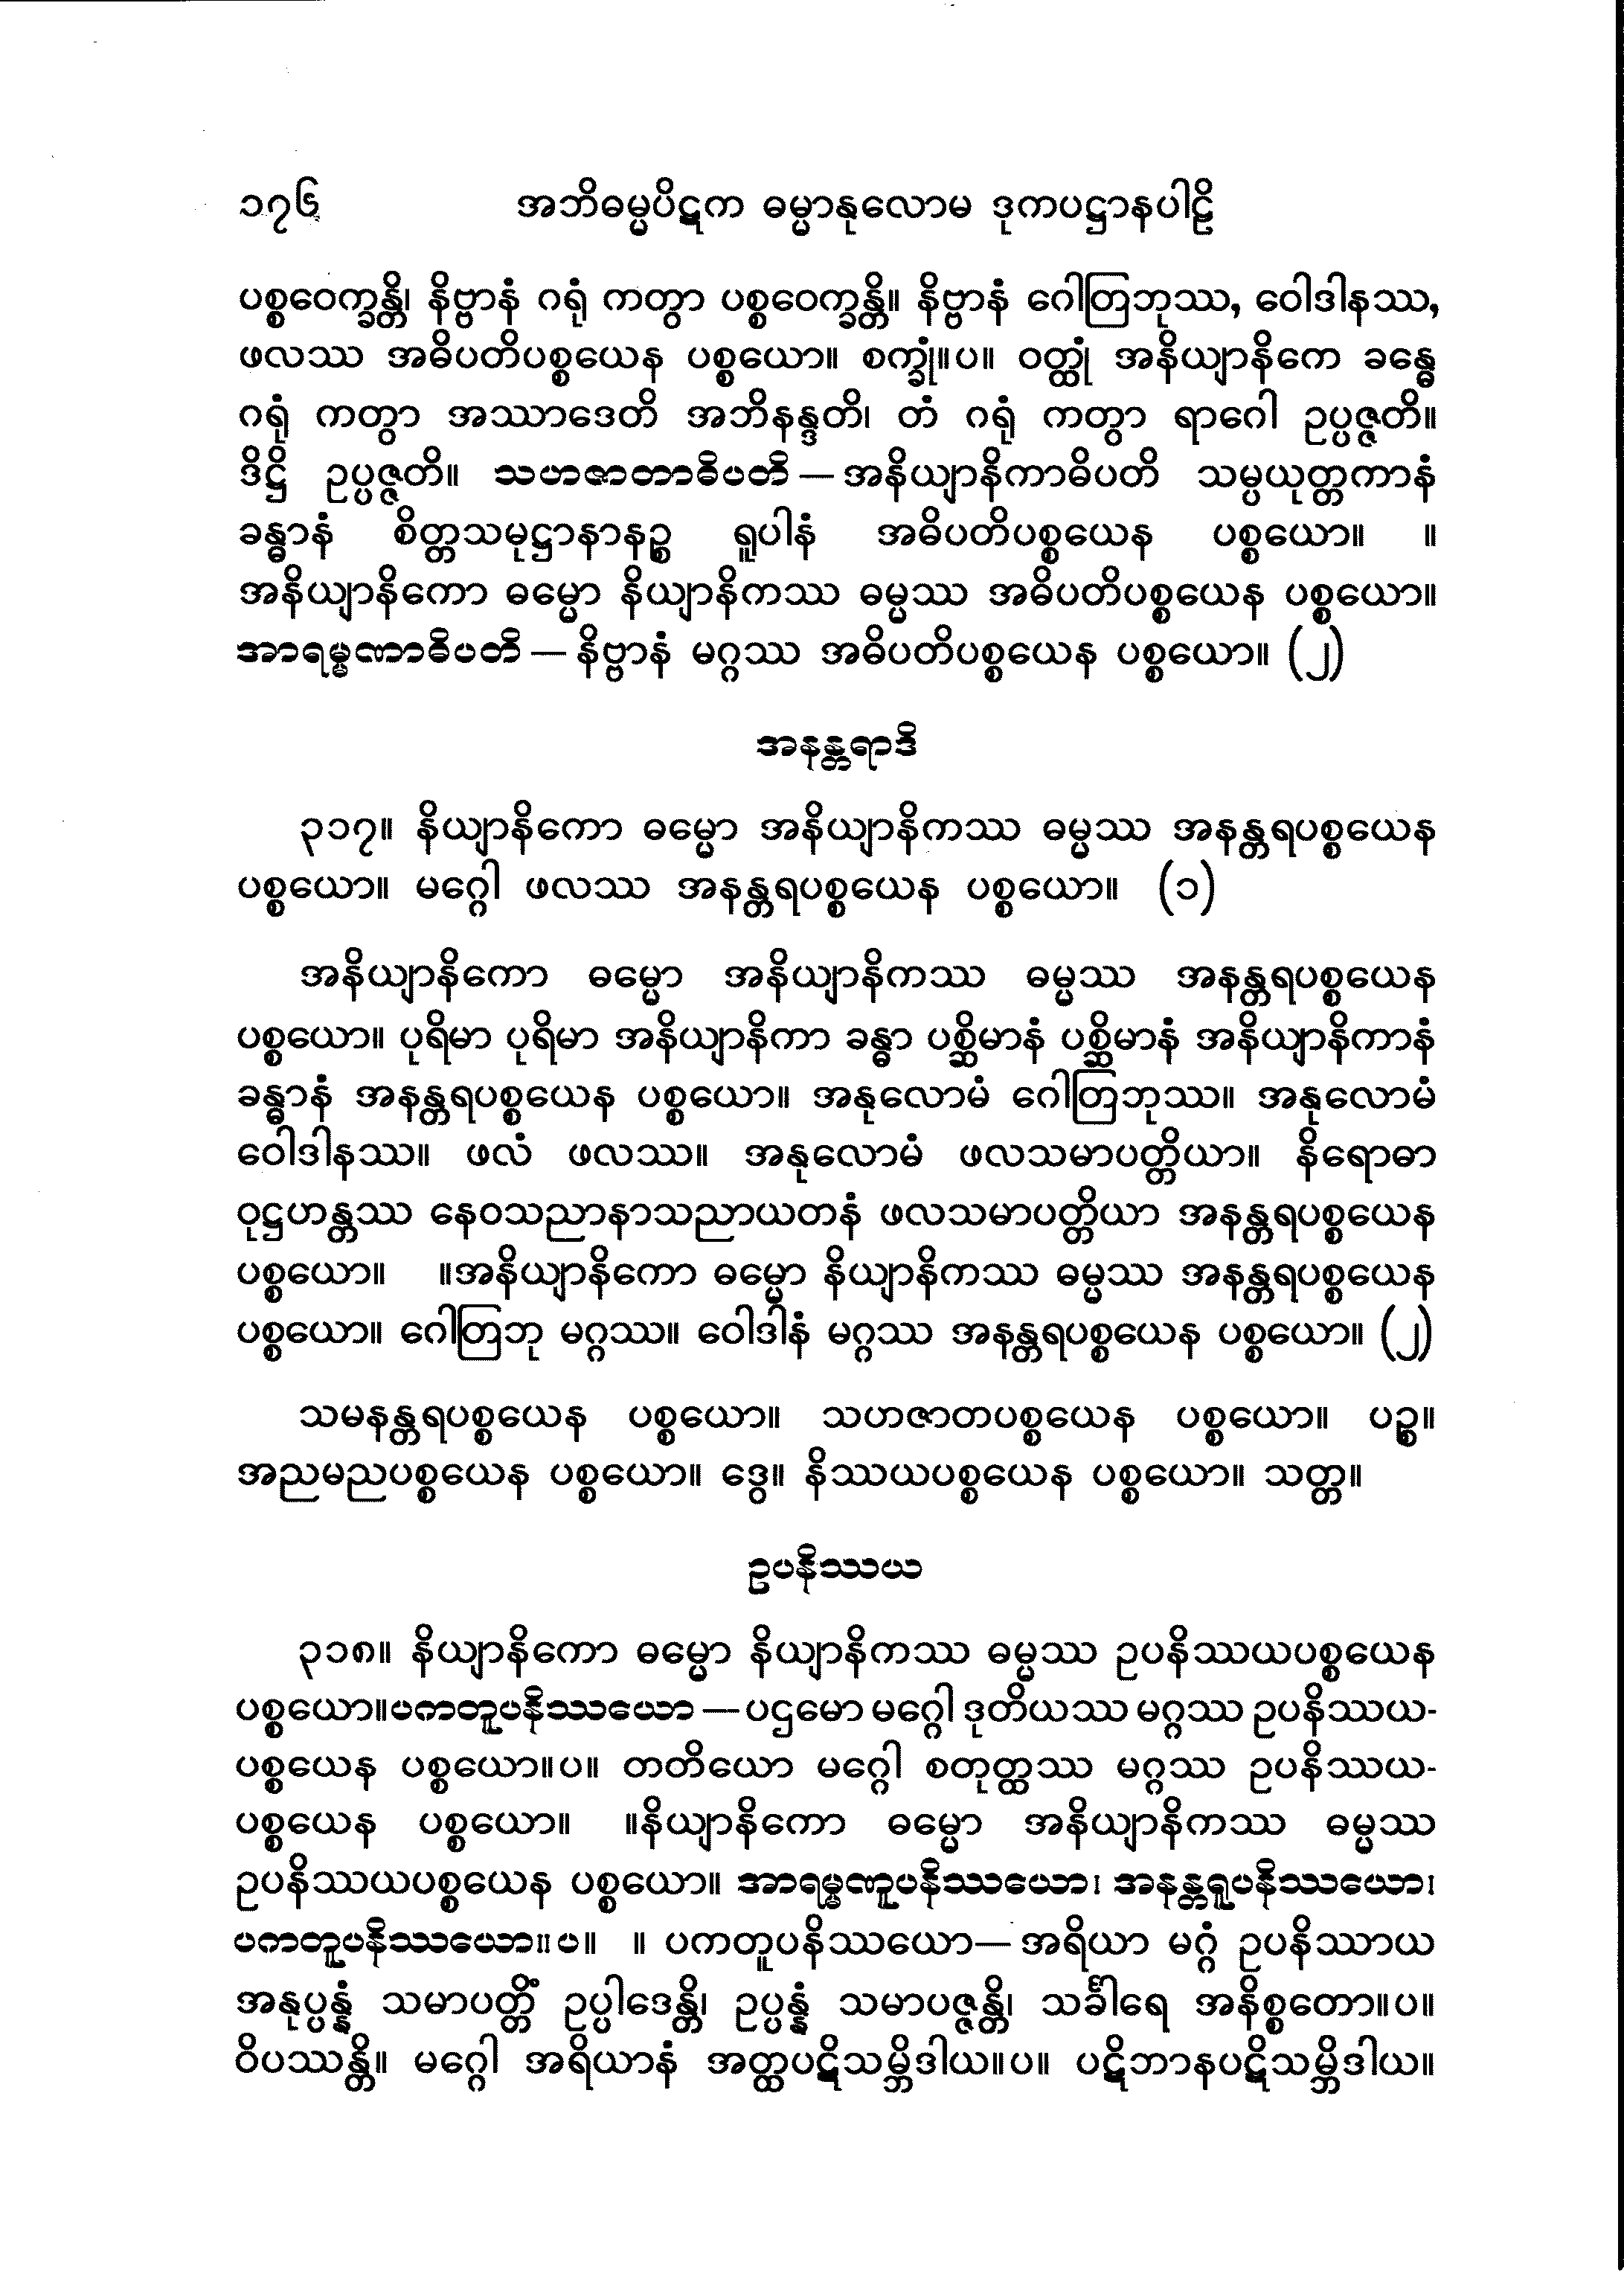 ၁၇၆ အဘိဓမ္မပိဋက ဓမ္မာနုလောမ ဒုကပဋ္ဌာနပါဠိ
ပစ္စဝေက္ခန္တိ၊ နိဗ္ဗာနံ ဂရုံ ကတွာ ပစ္စဝေက္ခန္တိ။ နိဗ္ဗာနံ ဂေါတြဘုဿ, ဝေါဒါနဿ,
ဖလဿ အဓိပတိပစ္စယေန ပစ္စယော။ စက္ခုံ။ပ။ ဝတ္ထုံ အနိယျာနိကေ ခန္ဓေ
ဂရုံ ကတွာ အဿာဒေတိ အဘိနန္ဒတိ၊ တံ ဂရုံ ကတွာ ရာဂေါ ဥပ္ပဇ္ဇတိ။
ဒိဋ္ဌိ ဥပ္ပဇ္ဇတိ။ သဟဇာတာဓိပတိ — အနိယျာနိကာဓိပတိ သမ္ပယုတ္တကာနံ
ခန္ဓာနံ စိတ္တသမုဋ္ဌာနာနဉ္စ ရူပါနံ အဓိပတိပစ္စယေန ပစ္စယော။ ။
အနိယျာနိကော ဓမ္မော နိယျာနိကဿ ဓမ္မဿ အဓိပတိပစ္စယေန ပစ္စယော။
အာရမ္မဏာဓိပတိ — နိဗ္ဗာနံ မဂ္ဂဿ အဓိပတိပစ္စယေန ပစ္စယော။ (၂)
အနန္တရာဒိ
၃၁၇။ နိယျာနိကော ဓမ္မော အနိယျာနိကဿ ဓမ္မဿ အနန္တရပစ္စယေန
ပစ္စယော။ မဂ္ဂေါ ဖလဿ အနန္တရပစ္စယေန ပစ္စယော။ (၁)
အနိယျာနိကော ဓမ္မော အနိယျာနိကဿ ဓမ္မဿ အနန္တရပစ္စယေန
ပစ္စယော။ ပုရိမာ ပုရိမာ အနိယျာနိကာ ခန္ဓာ ပစ္ဆိမာနံ ပစ္ဆိမာနံ အနိယျာနိကာနံ
ခန္ဓာနံ အနန္တရပစ္စယေန ပစ္စယော။ အနုလောမံ ဂေါတြဘုဿ။ အနုလောမံ
ဝေါဒါနဿ။ ဖလံ ဖလဿ။ အနုလောမံ ဖလသမာပတ္တိယာ။ နိရောဓာ
ဝုဋ္ဌဟန္တဿ နေဝသညာနာသညာယတနံ ဖလသမာပတ္တိယာ အနန္တရပစ္စယေန
ပစ္စယော။ ။အနိယျာနိကော ဓမ္မော နိယျာနိကဿ ဓမ္မဿ အနန္တရပစ္စယေန
ပစ္စယော။ ဂေါတြဘု မဂ္ဂဿ။ ဝေါဒါနံ မဂ္ဂဿ အနန္တရပစ္စယေန ပစ္စယော။ (၂)
သမနန္တရပစ္စယေန ပစ္စယော။ သဟဇာတပစ္စယေန ပစ္စယော။ ပဉ္စ။
အညမညပစ္စယေန ပစ္စယော။ ဒွေ။ နိဿယပစ္စယေန ပစ္စယော။ သတ္တ။
ဥပနိဿယ
၃၁၈။ နိယျာနိကော ဓမ္မော နိယျာနိကဿ ဓမ္မဿ ဥပနိဿယပစ္စယေန
ပစ္စယော။ပကတူပနိဿယော — ပဌမော မဂ္ဂေါ ဒုတိယဿ မဂ္ဂဿ ဥပနိဿယ-
ပစ္စယေန ပစ္စယော။ပ။ တတိယော မဂ္ဂေါ စတုတ္ထဿ မဂ္ဂဿ ဥပနိဿယ-
ပစ္စယေန ပစ္စယော။ ။နိယျာနိကော ဓမ္မော အနိယျာနိကဿ ဓမ္မဿ
ဥပနိဿယပစ္စယေန ပစ္စယော။ အာရမ္မဏူပနိဿယော၊ အနန္တရူပနိဿယော၊
ပကတူပနိဿယော။ပ။ ။ ပကတူပနိဿယော— အရိယာ မဂ္ဂံ ဥပနိဿာယ
အနုပ္ပန္နံ သမာပတ္တိံ ဥပ္ပါဒေန္တိ၊ ဥပ္ပန္နံ သမာပဇ္ဇန္တိ၊ သင်္ခါရေ အနိစ္စတော။ပ။
ဝိပဿန္တိ။ မဂ္ဂေါ အရိယာနံ အတ္ထပဋိသမ္ဘိဒါယ။ပ။ ပဋိဘာနပဋိသမ္ဘိဒါယ။